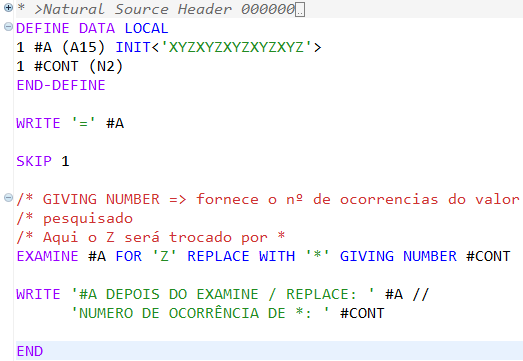 * >Natural Source Header 000000..
DEFINE DATA LOCAL
1 #A (A15) INIT<'XYZXYZXYZXYZXYZ'>
1 #CONT (N2)
END-DEFINE
WRITE '=' #A
SKIP 1
/* GIVING NUMBER => fornece o nº de ocorrencias do valor
/* pesquisado
/* Aqui o Z será trocado por *
EXAMINE #A FOR 'Z' REPLACE WITH '*' GIVING NUMBER #CONT
WRITE '#A DEPOIS DO EXAMINE / REPLACE: ' #A //
'NUMERO DE OCORRÊNCIA DE *: ' #CONT
END